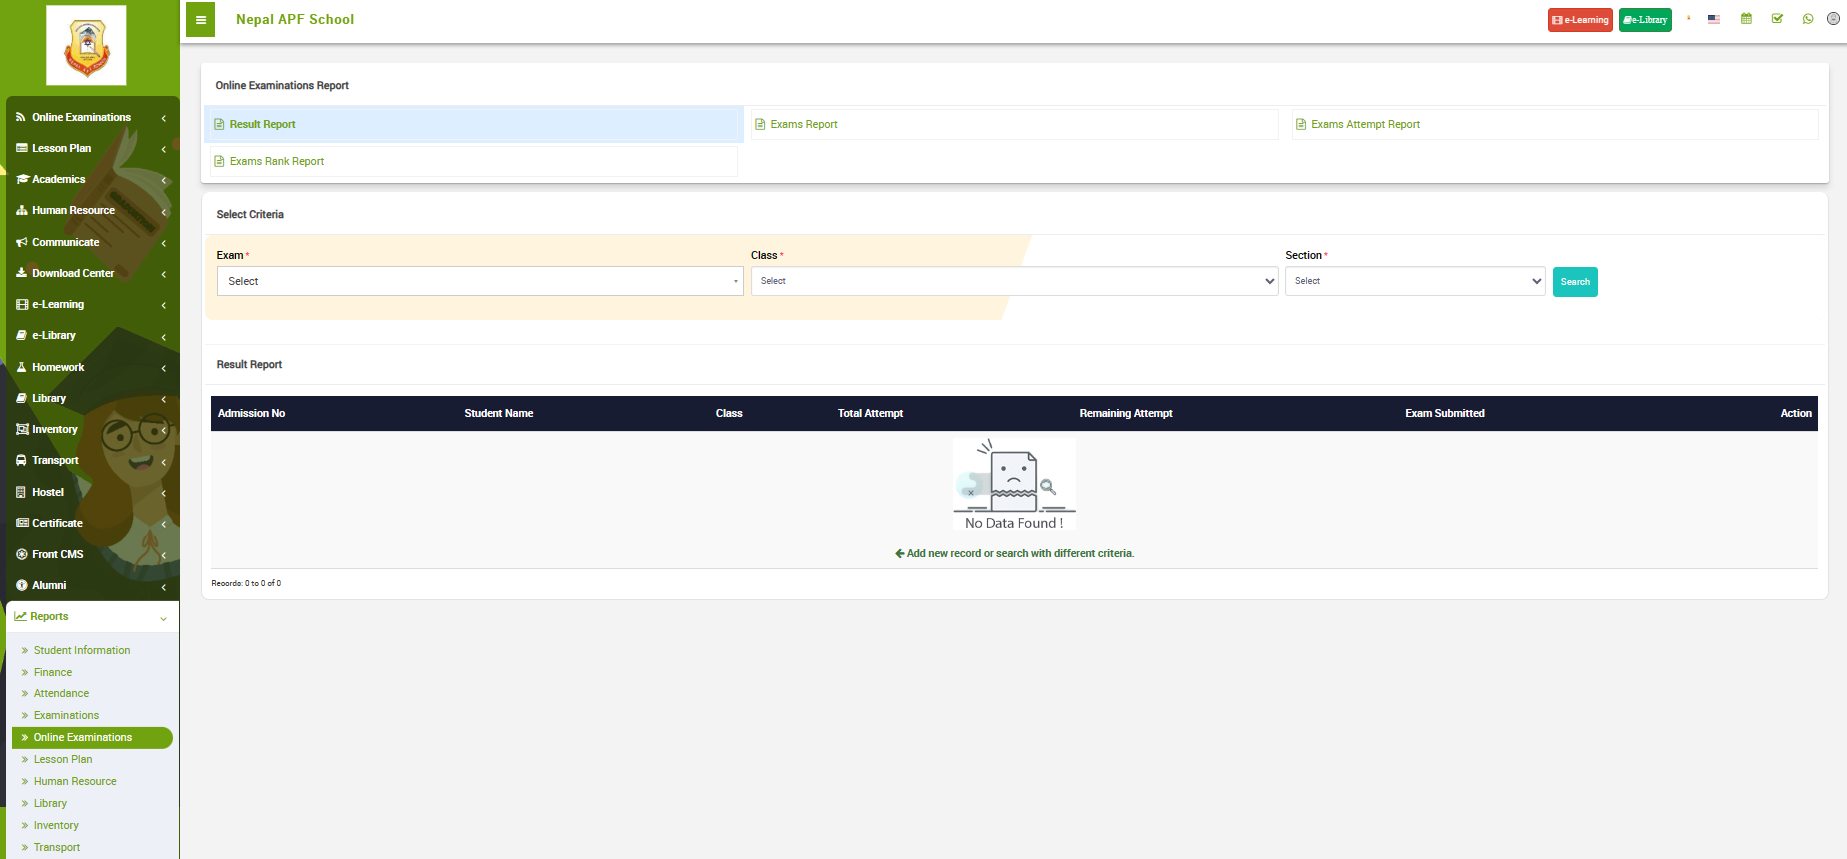 Nepal APF School
e-Learning
e-Library
Online Examinations
Lesson Plan
Academics
Human Resource
Communicate
Download Center
e-Learning
e-Library
Homework
Library
Inventory
Transport
Hostel
Certificate
Front CMS
Alumni
Reports
Student Information
Finance
Attendance
Examinations
Online Examinations
Lesson Plan
Human Resource
Library
Inventory
Transport
Online Examinations Report
Result Report
Exams Report
Exams Attempt Report
Exams Rank Report
Select Criteria
Exam *
Class *
Section *
Select
Select
Select
Search
Result Report
Admission No Student Name Class Total Attempt Remaining Attempt Exam Submitted Action
No Data Found !
Add new record or search with different criteria.
Records: 0 to 0 of 0